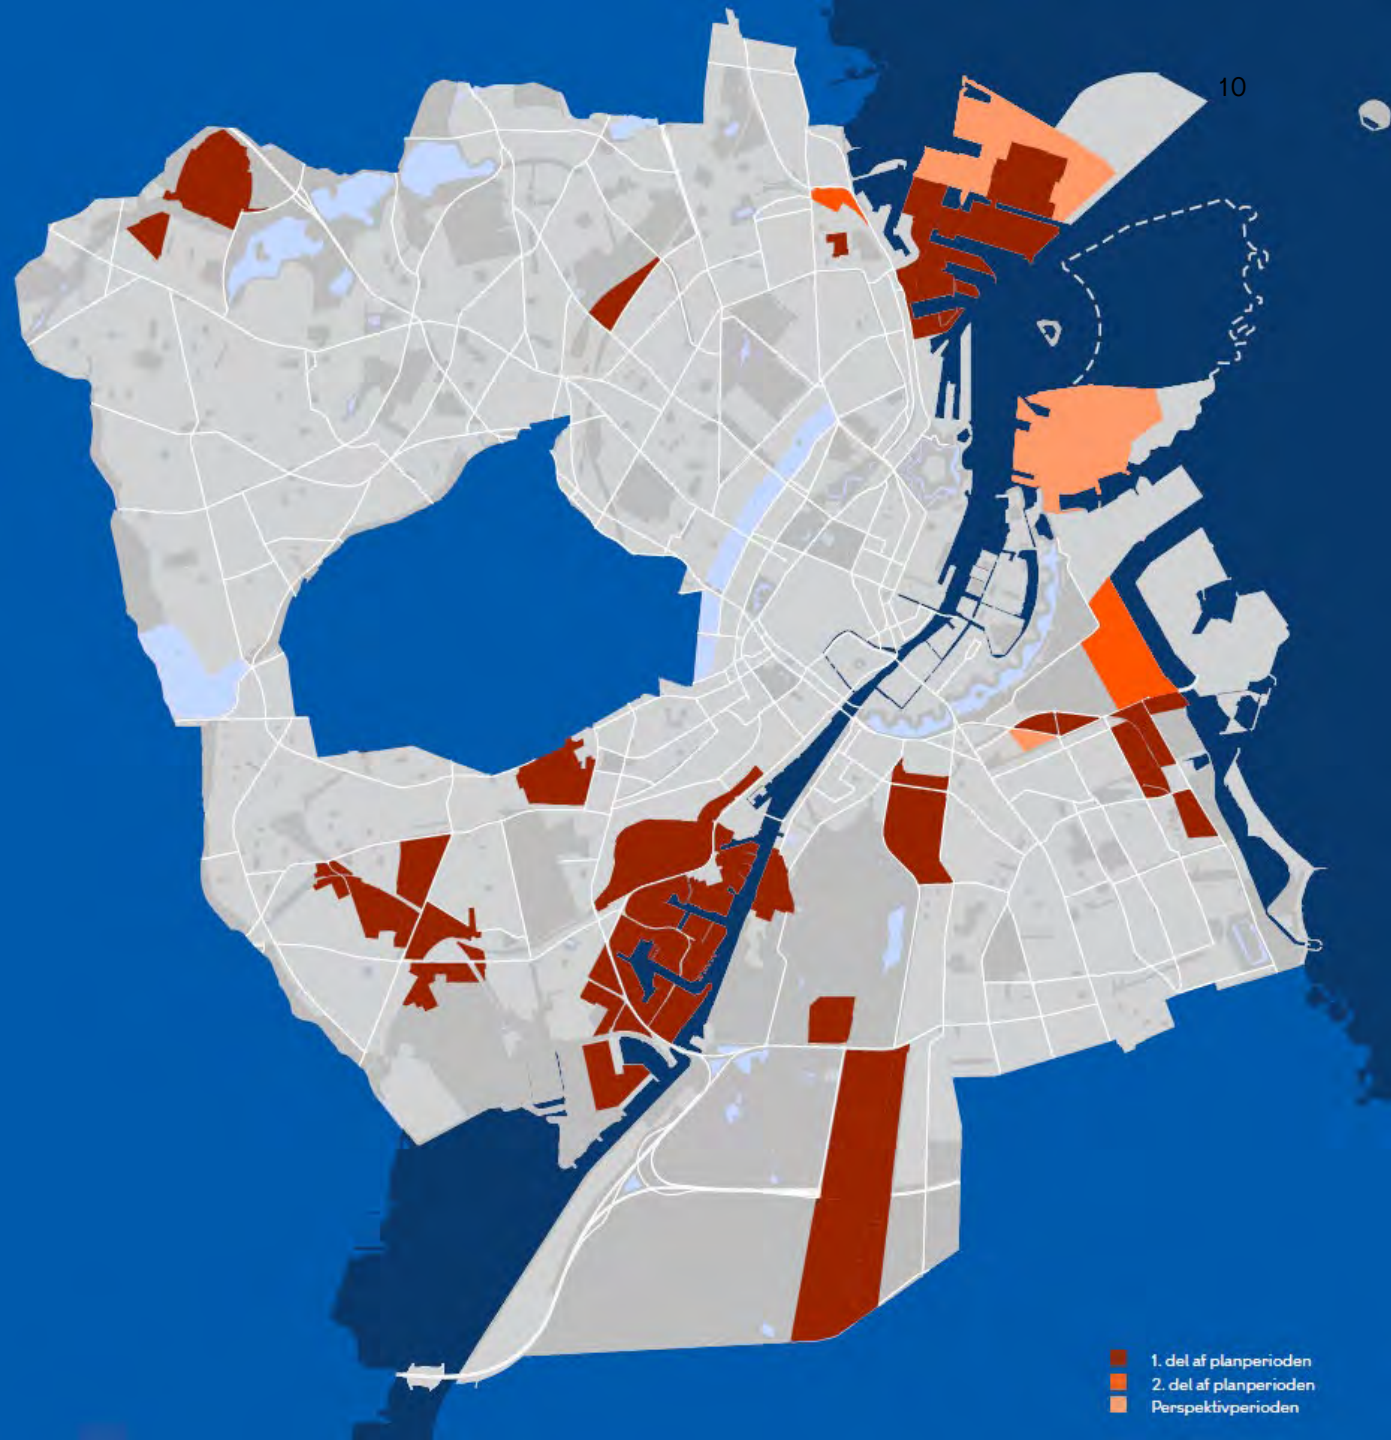 10
1. del af planperioden
2. del af planperioden
Perspektivperioden